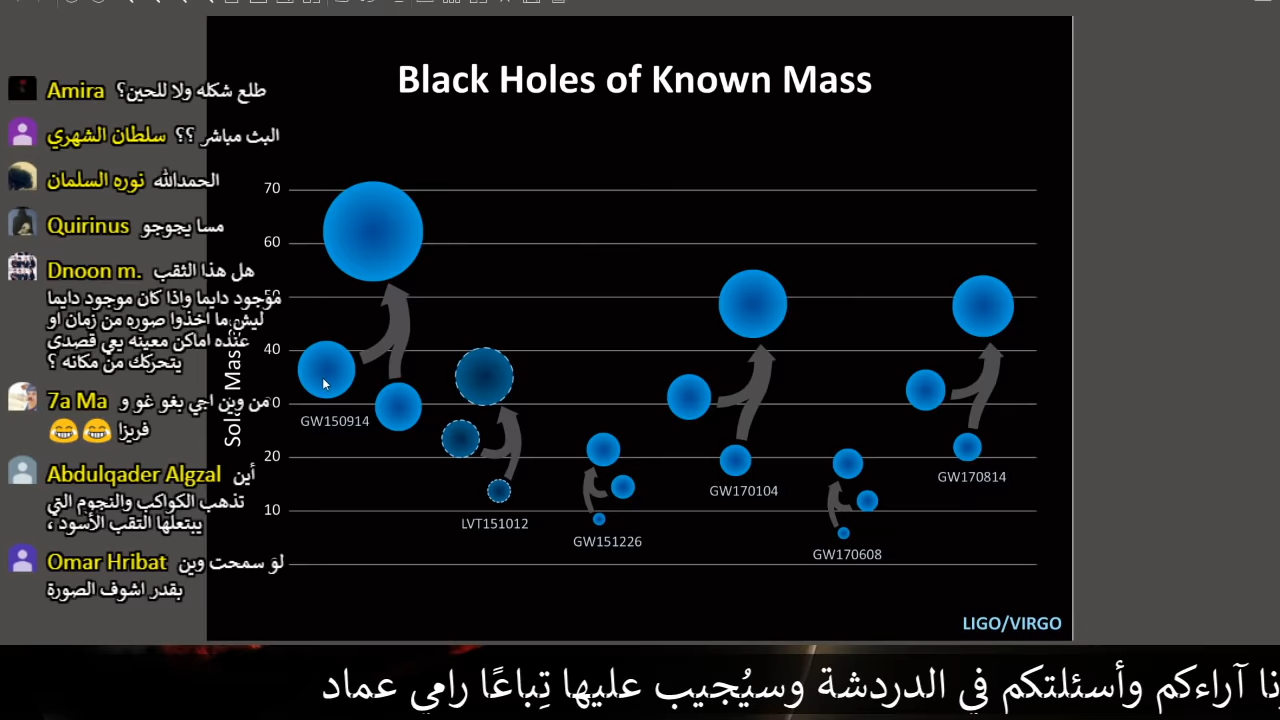 Black Holes of Known Mass
70
60
50
40
30
20
10
Solar Mass
GW150914
LVT151012
GW151226
GW170104
GW170608
GW170814
LIGO/VIRGO
Amira طلع شكله ولا للحين؟
سلطان الشهري البث مباشر ؟؟
نوره السلمان الحمدالله
Quirinus مسا يجوجو
Dnoon m. هل هذا الثقب
موجود دايما واذا كان موجود دايما
ليش ما اخذوا صوره من زمان او
عنده اماكن معينه يعي قصدى
يتحركك من مكانه ؟
7a Ma من وين اجي بغو غو و
فريزا 😂 😂
Abdulqader Algzal أين
تذهب الكواكب والنجوم التي
يبتعلها التقب الأسود ،
Omar Hribat لوَ سمحت وين
بقدر اشوف الصورة
نا آراءكم وأسئلتكم في الدردشة وسيُجيب عليها تِباعًا رامي عماد